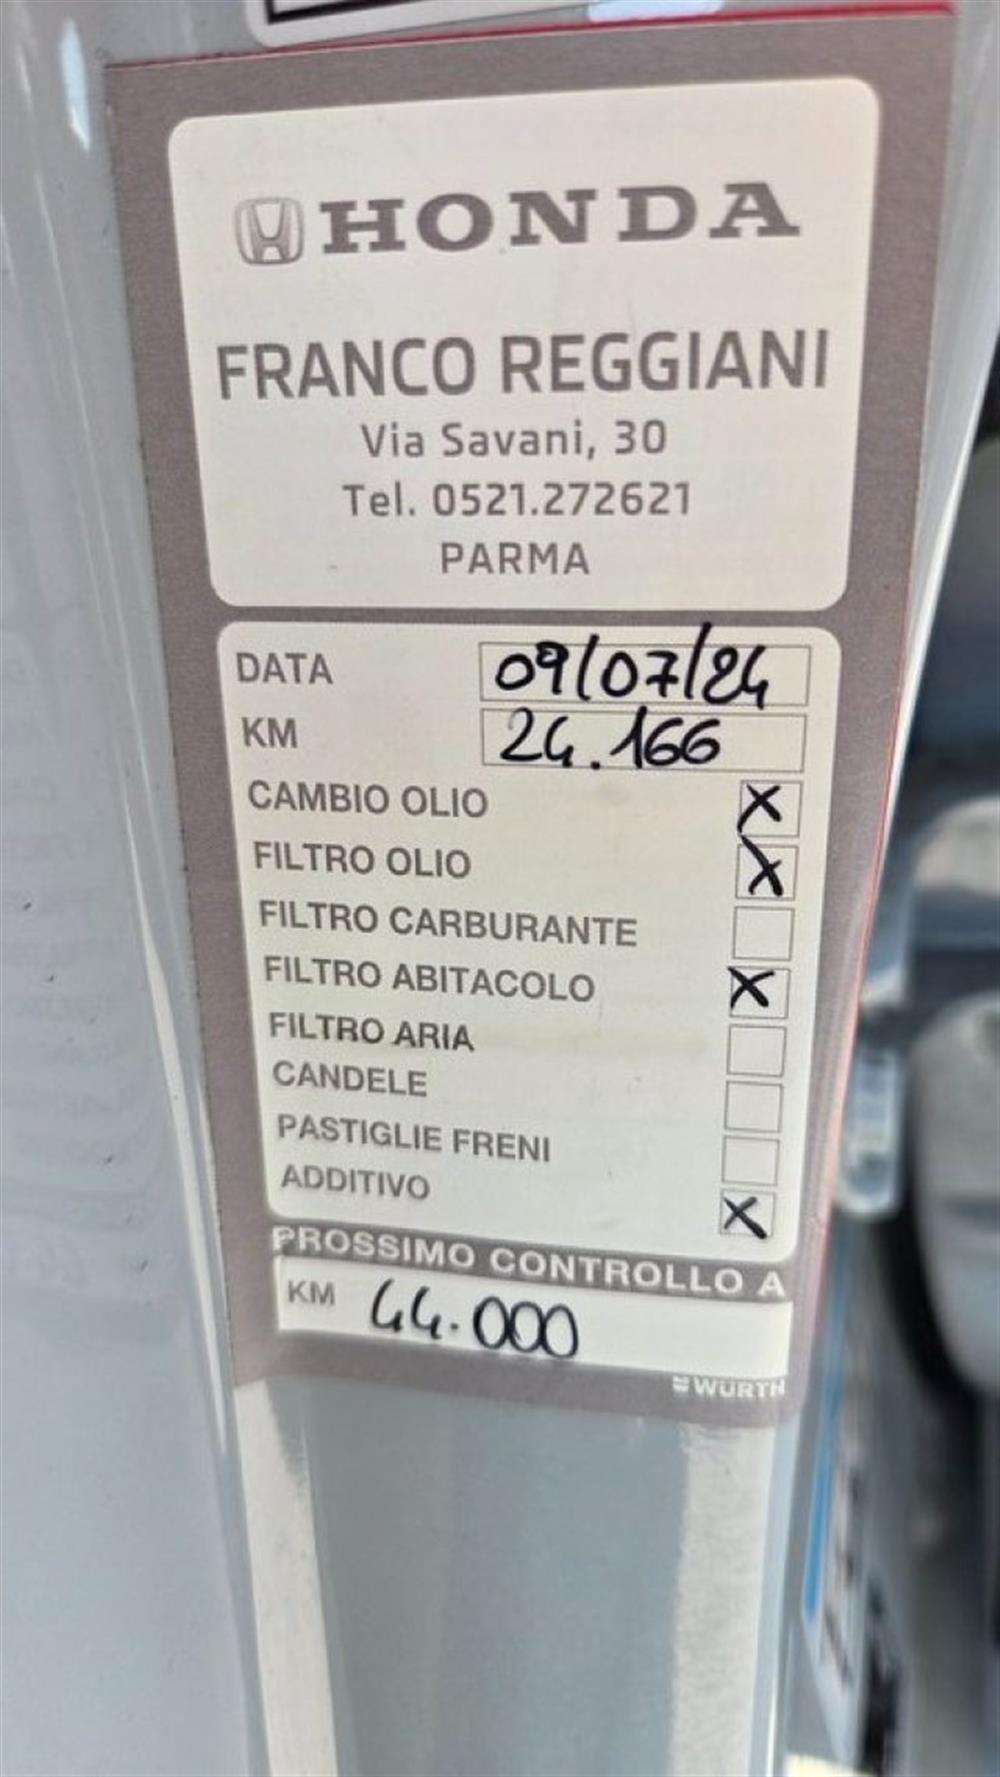 HONDA
FRANCO REGGIANI
Via Savani, 30
Tel. 0521.272621
PARMA
DATA 09/07/24
KM 24.166
CAMBIO OLIO X
FILTRO OLIO X
FILTRO CARBURANTE
FILTRO ABITACOLO X
FILTRO ARIA
CANDELE
PASTIGLIE FRENI
ADDITIVO X
PROSSIMO CONTROLLO A
KM 44.000
WÜRTH